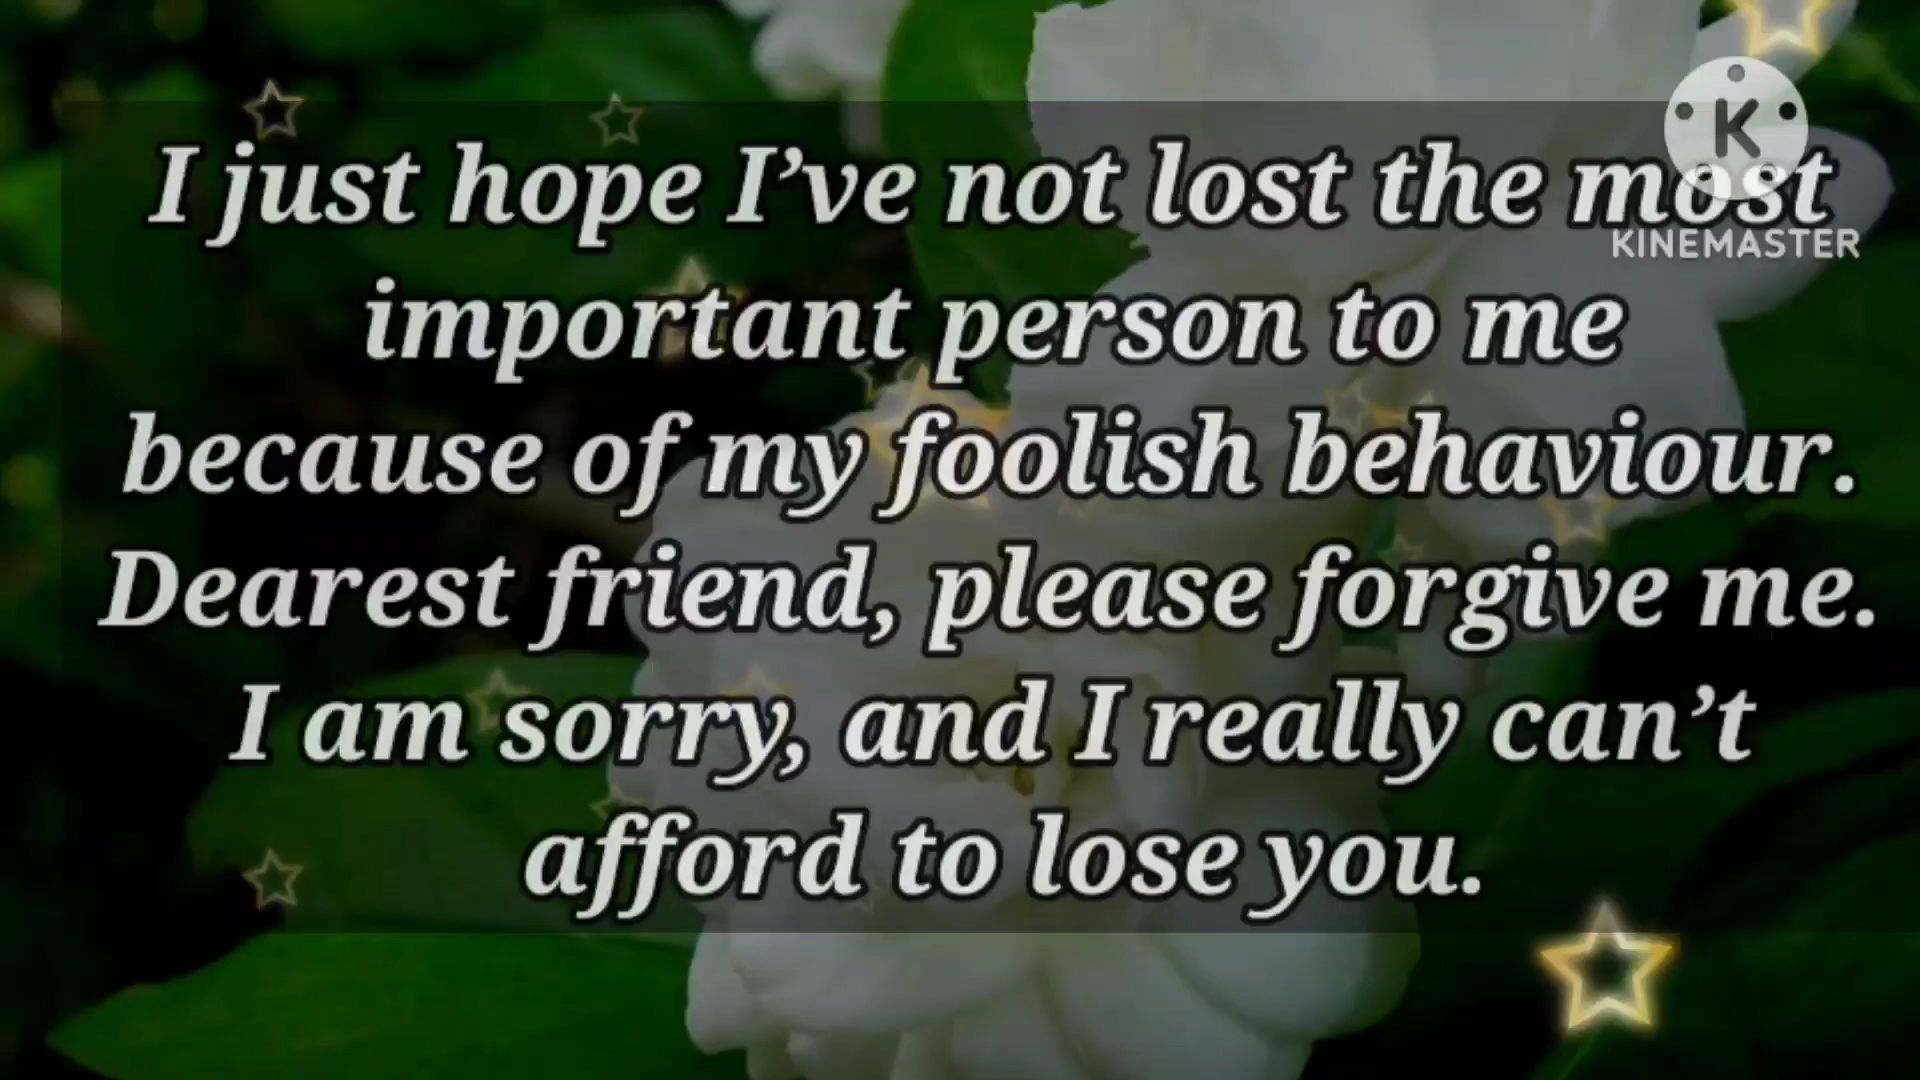 I just hope I’ve not lost the most
KINEMASTER
important person to me
because of my foolish behaviour.
Dearest friend, please forgive me.
I am sorry, and I really can’t
afford to lose you.